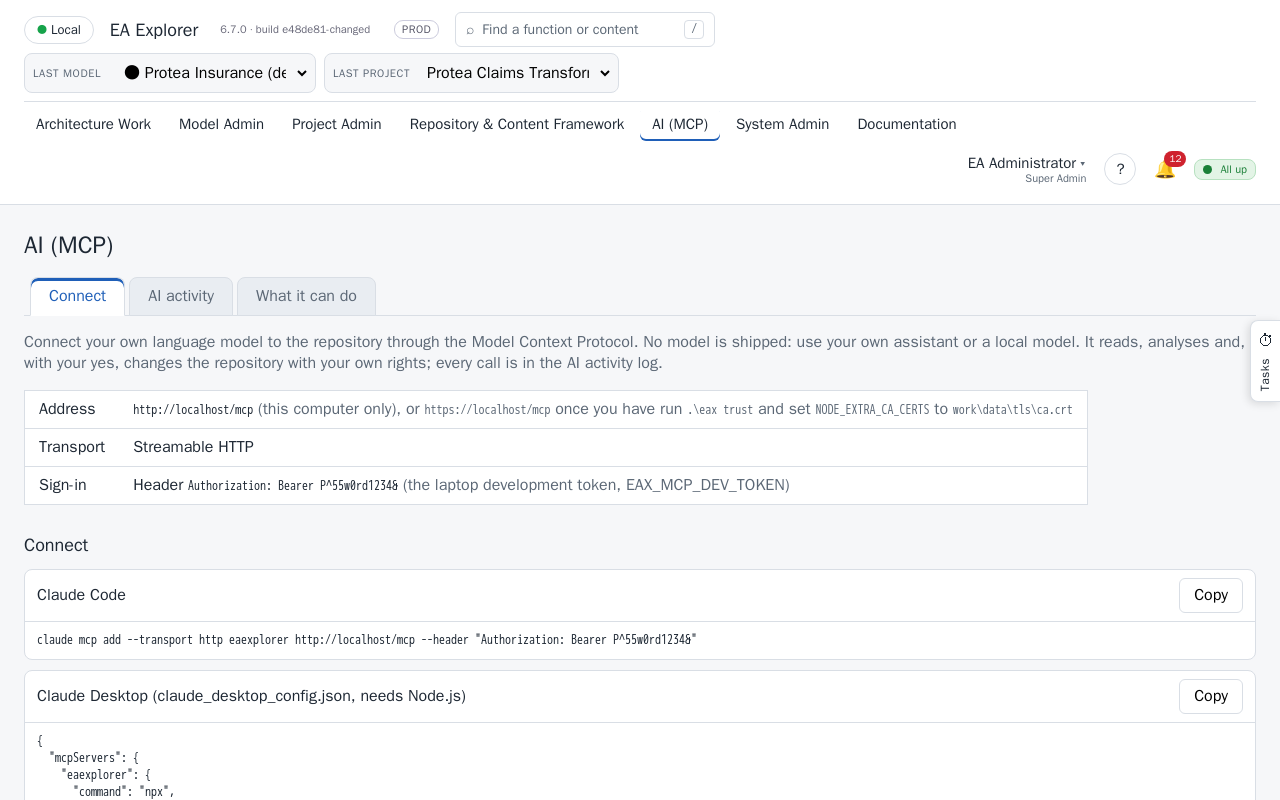 Local
EA Explorer
6.7.0 · build e48de81-changed
PROD
Find a function or content
/
LAST MODEL
Protea Insurance (de
LAST PROJECT
Protea Claims Transforı
Architecture Work
Model Admin
Project Admin
Repository & Content Framework
AI (MCP)
System Admin
Documentation
EA Administrator
Super Admin
?
12
All up
AI (MCP)
Connect
AI activity
What it can do
Connect your own language model to the repository through the Model Context Protocol. No model is shipped: use your own assistant or a local model. It reads, analyses and,
with your yes, changes the repository with your own rights; every call is in the AI activity log.
Tasks
Address http://localhost/mcp (this computer only), or https://localhost/mcp once you have run .\eax trust and set NODE_EXTRA_CA_CERTS to work\data\tls\ca.crt
Transport Streamable HTTP
Sign-in Header Authorization: Bearer P^55w0rd1234& (the laptop development token, EAX_MCP_DEV_TOKEN)
Connect
Claude Code
Copy
claude mcp add --transport http eaexplorer http://localhost/mcp --header "Authorization: Bearer P^55w0rd1234&"
Claude Desktop (claude_desktop_config.json, needs Node.js)
Copy
{
"mcpServers": {
"eaexplorer": {
"command": "npx",